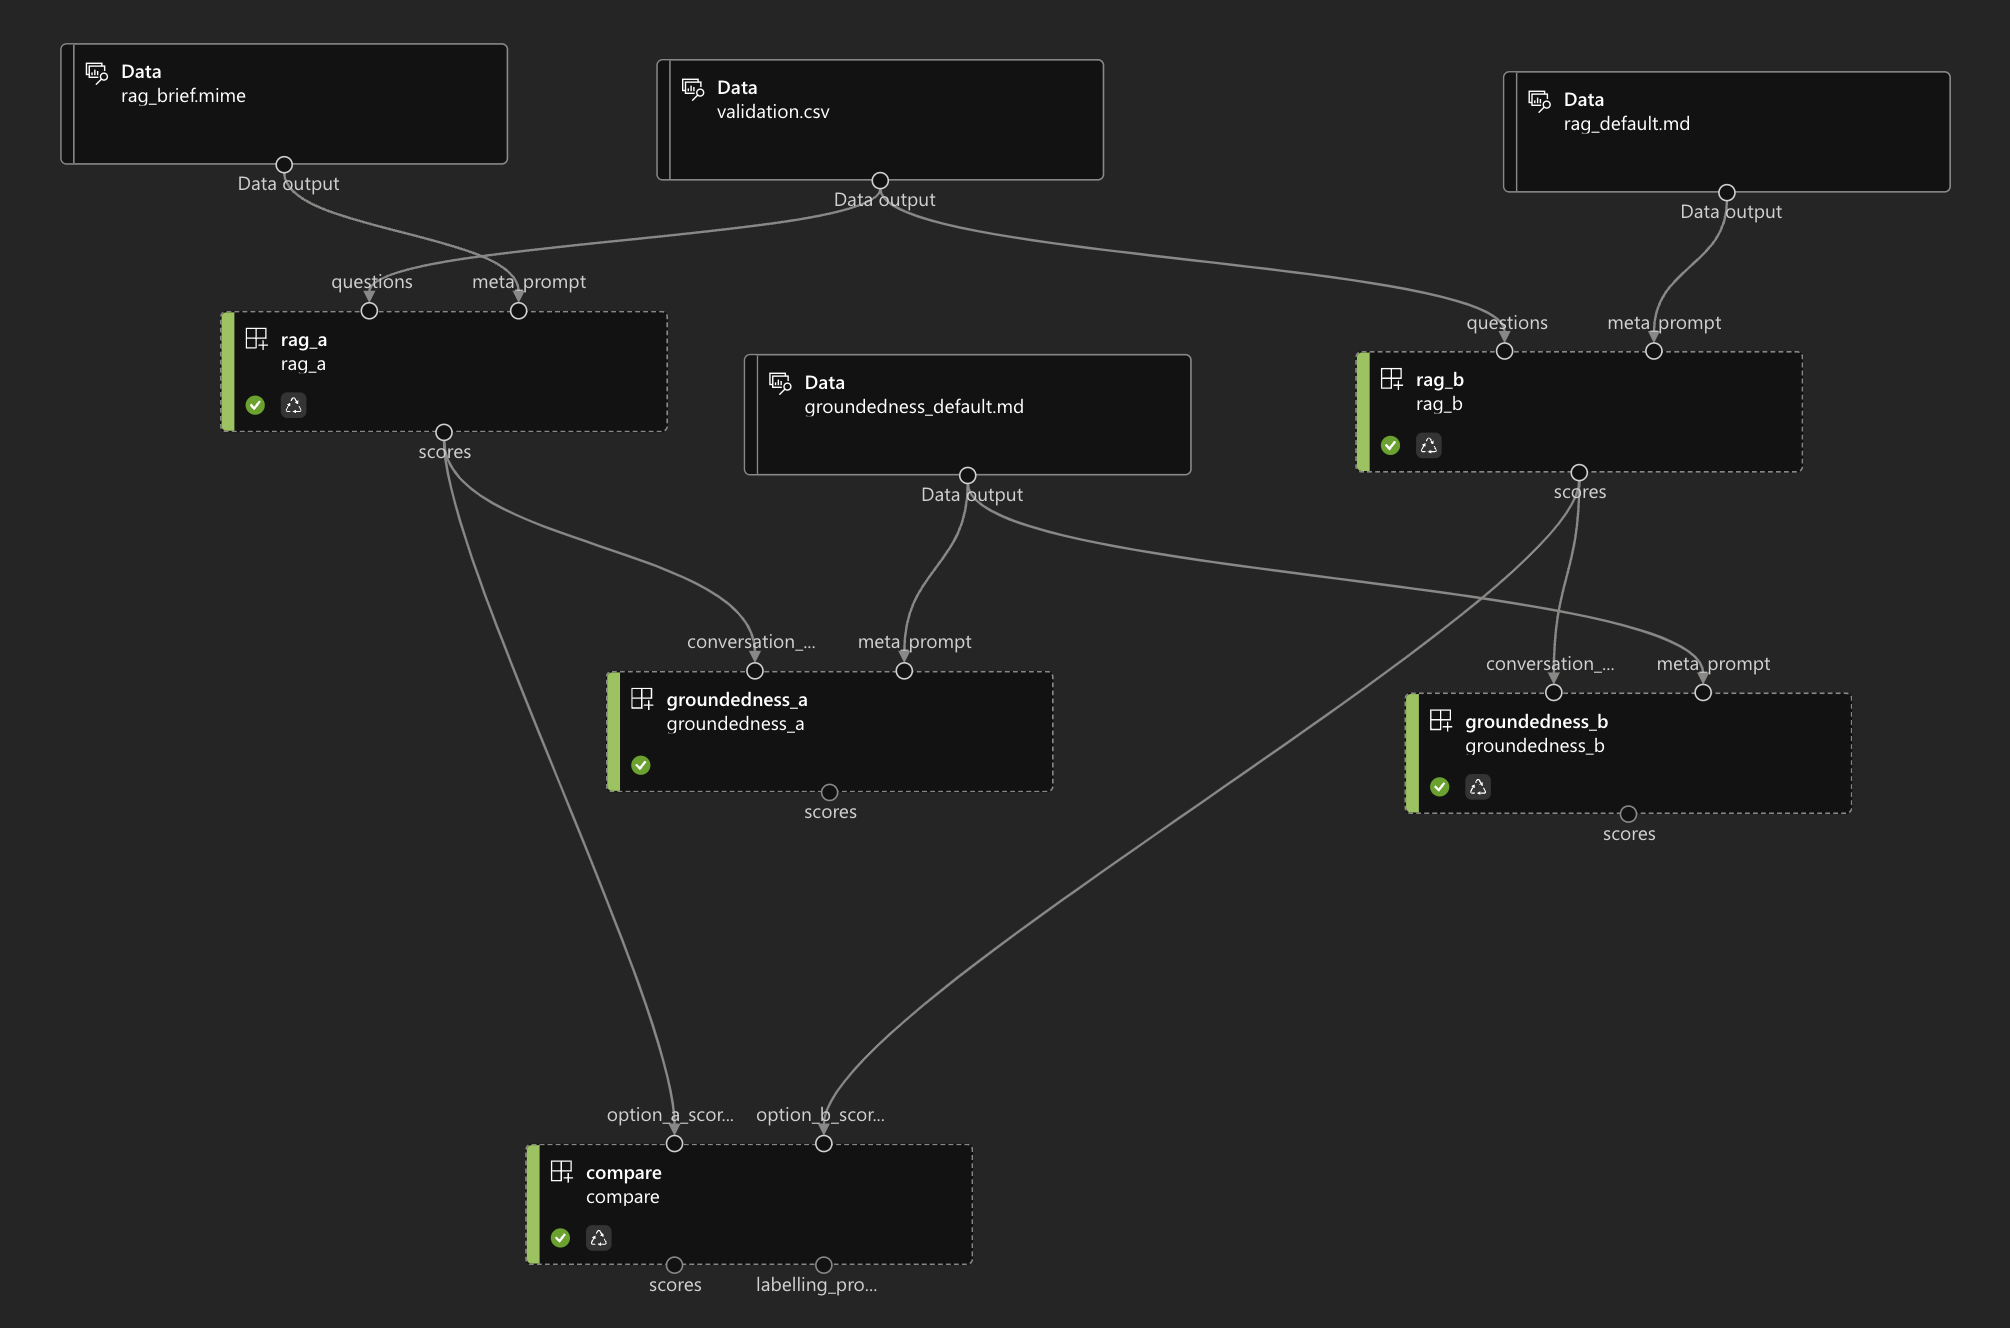 Data
rag_brief.mime
Data output
Data
validation.csv
Data output
Data
rag_default.md
Data output
questions
meta_prompt
rag_a
rag_a
scores
questions
meta_prompt
rag_b
rag_b
scores
Data
groundedness_default.md
Data output
conversation_...
meta_prompt
groundedness_a
groundedness_a
scores
conversation_...
meta_prompt
groundedness_b
groundedness_b
scores
option_a_scor...
option_b_scor...
compare
compare
scores
labelling_pro...